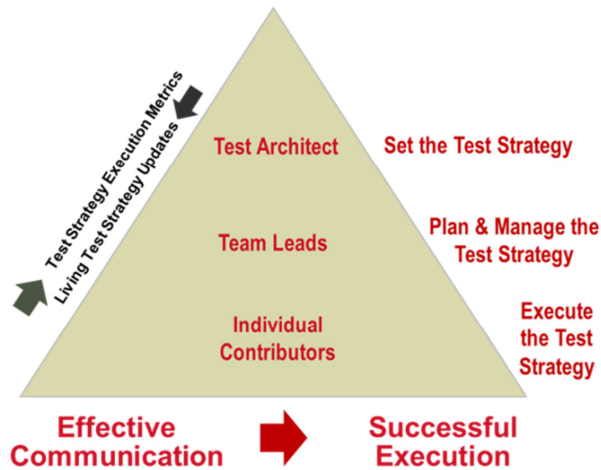 Test Strategy Execution Metrics
Living Test Strategy Updates
Test Architect
Set the Test Strategy
Team Leads
Plan & Manage the
Test Strategy
Individual
Contributors
Execute
the Test
Strategy
Effective
Communication
Successful
Execution